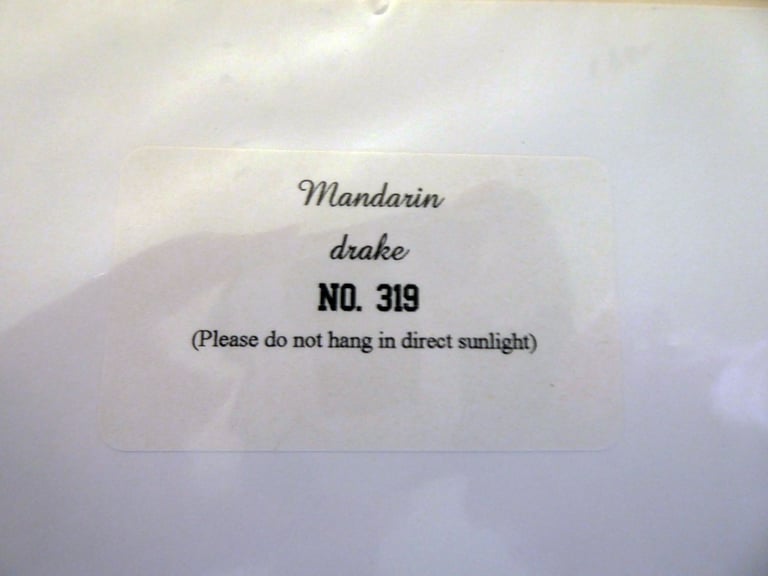 Mandarin
drake
NO. 319
(Please do not hang in direct sunlight)